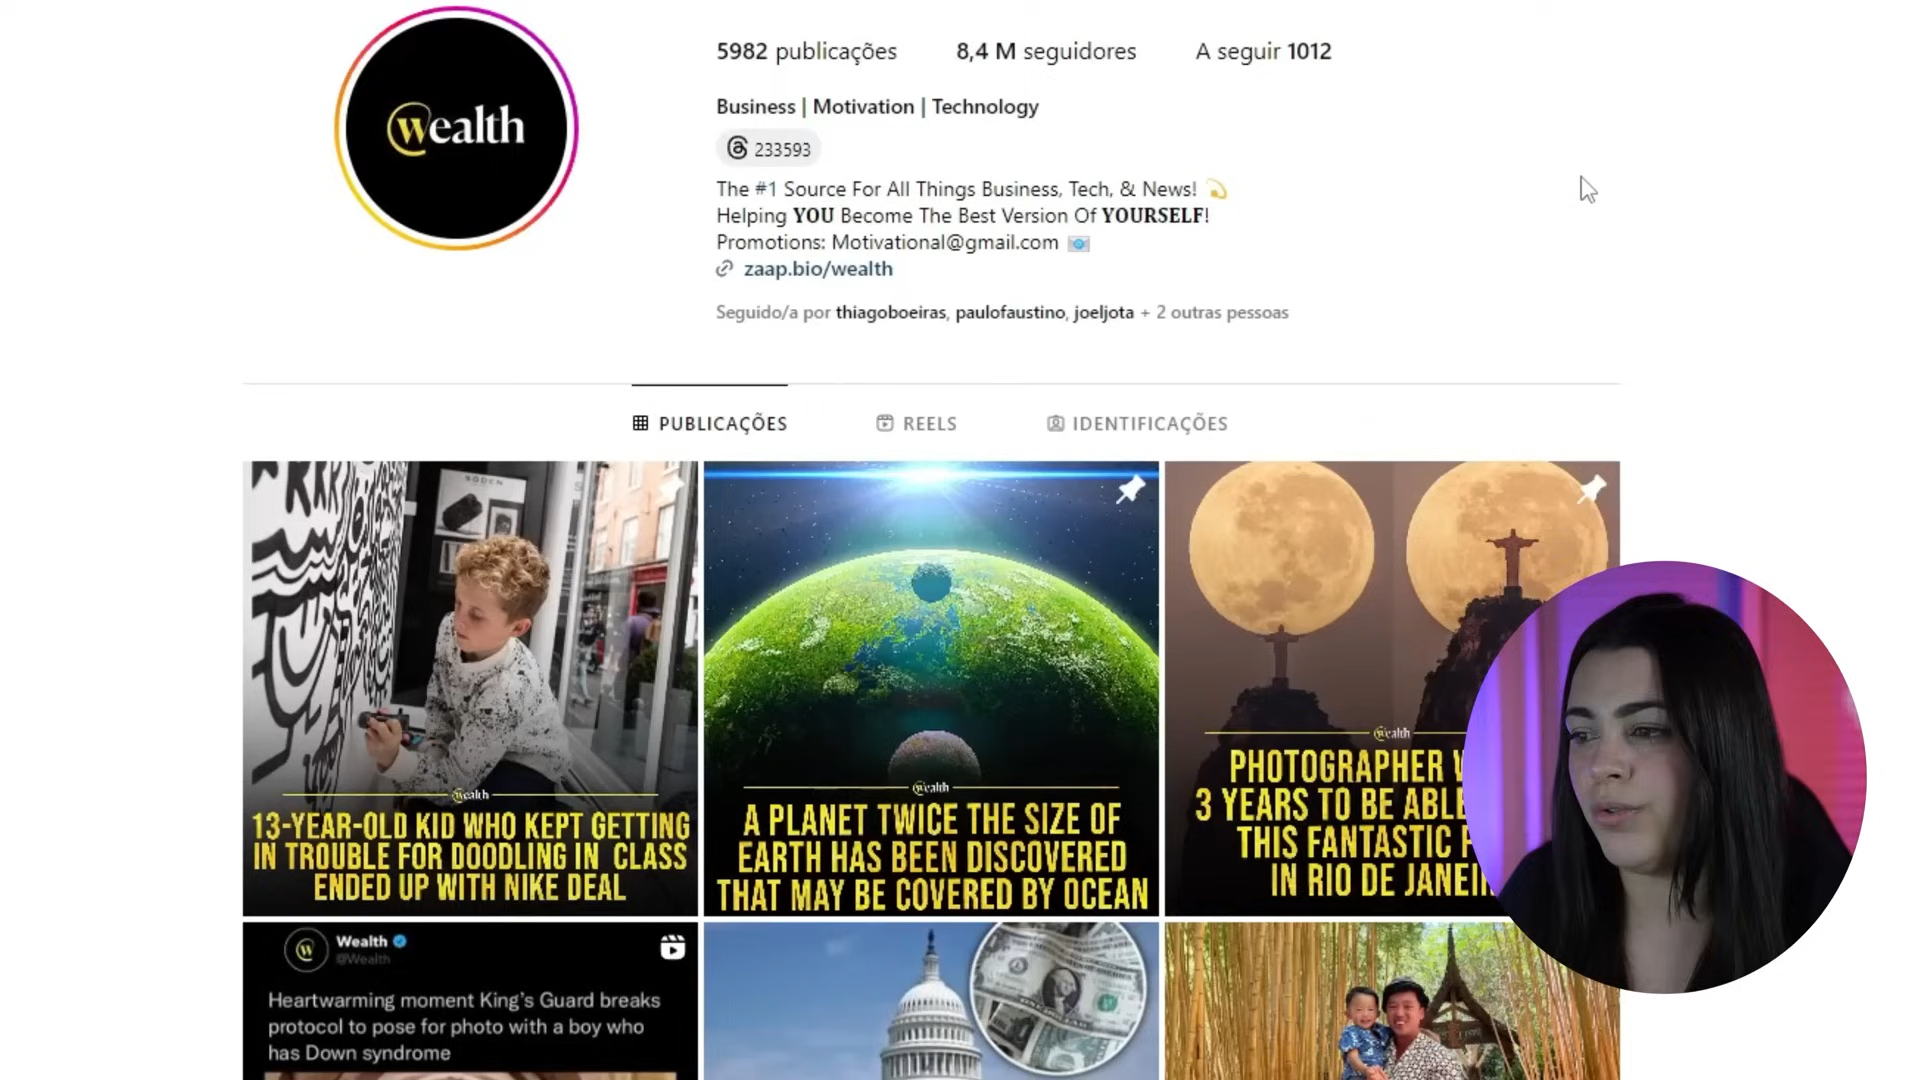 @wealth
5982 publicações
8,4 M seguidores
A seguir 1012
Business | Motivation | Technology
233593
The #1 Source For All Things Business, Tech, & News! 💫
Helping YOU Become The Best Version Of YOURSELF!
Promotions: Motivational@gmail.com 📧
zaap.bio/wealth
Seguido/a por thiagoboeiras, paulofaustino, joeljota + 2 outras pessoas
PUBLICAÇÕES
REELS
IDENTIFICAÇÕES
SODEN
@wealth
13-YEAR-OLD KID WHO KEPT GETTING
IN TROUBLE FOR DOODLING IN CLASS
ENDED UP WITH NIKE DEAL
@wealth
A PLANET TWICE THE SIZE OF
EARTH HAS BEEN DISCOVERED
THAT MAY BE COVERED BY OCEAN
@wealth
PHOTOGRAPHER
3 YEARS TO BE ABLE
THIS FANTASTIC
IN RIO DE
Wealth
@Wealth
Heartwarming moment King's Guard breaks
protocol to pose for photo with a boy who
has Down syndrome